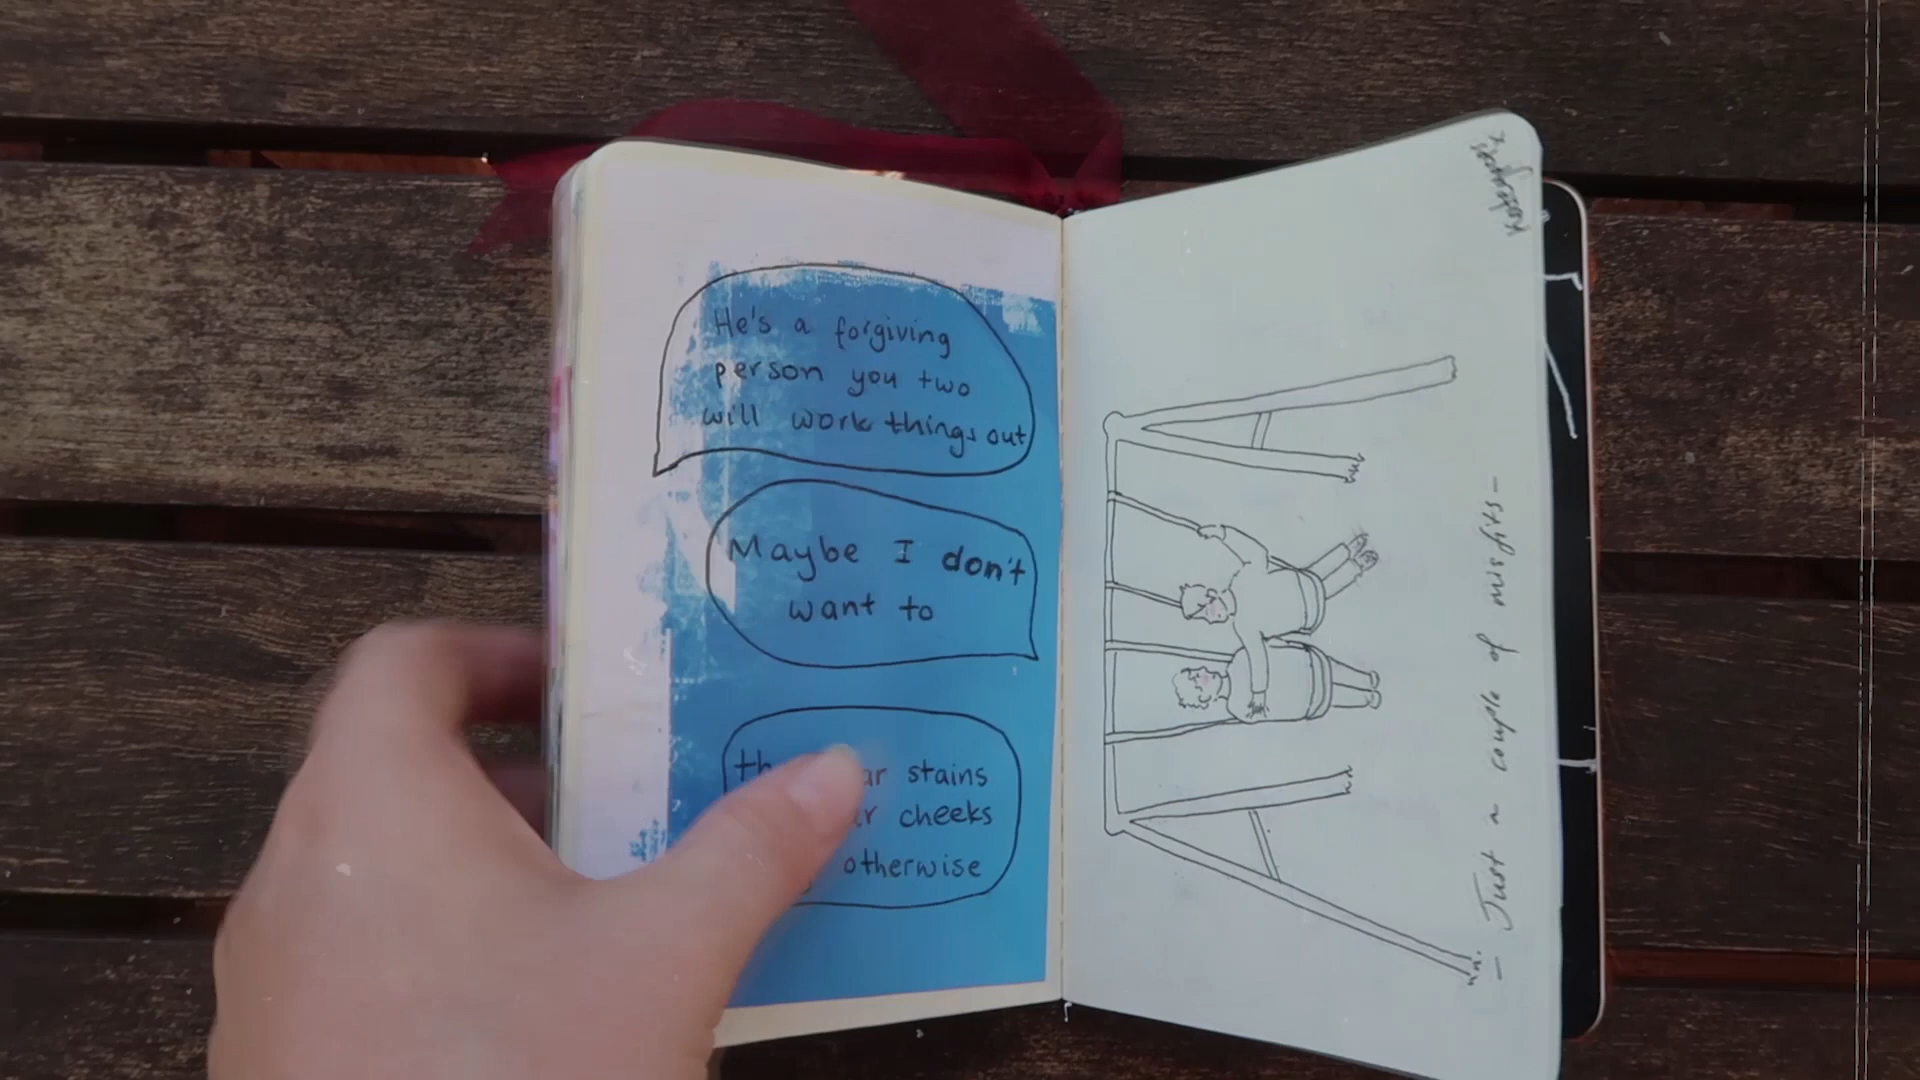 He's a forgiving
person you two
will work things out
Maybe I don't
want to
stains
cheeks
otherwise
- Just a couple of misfits -